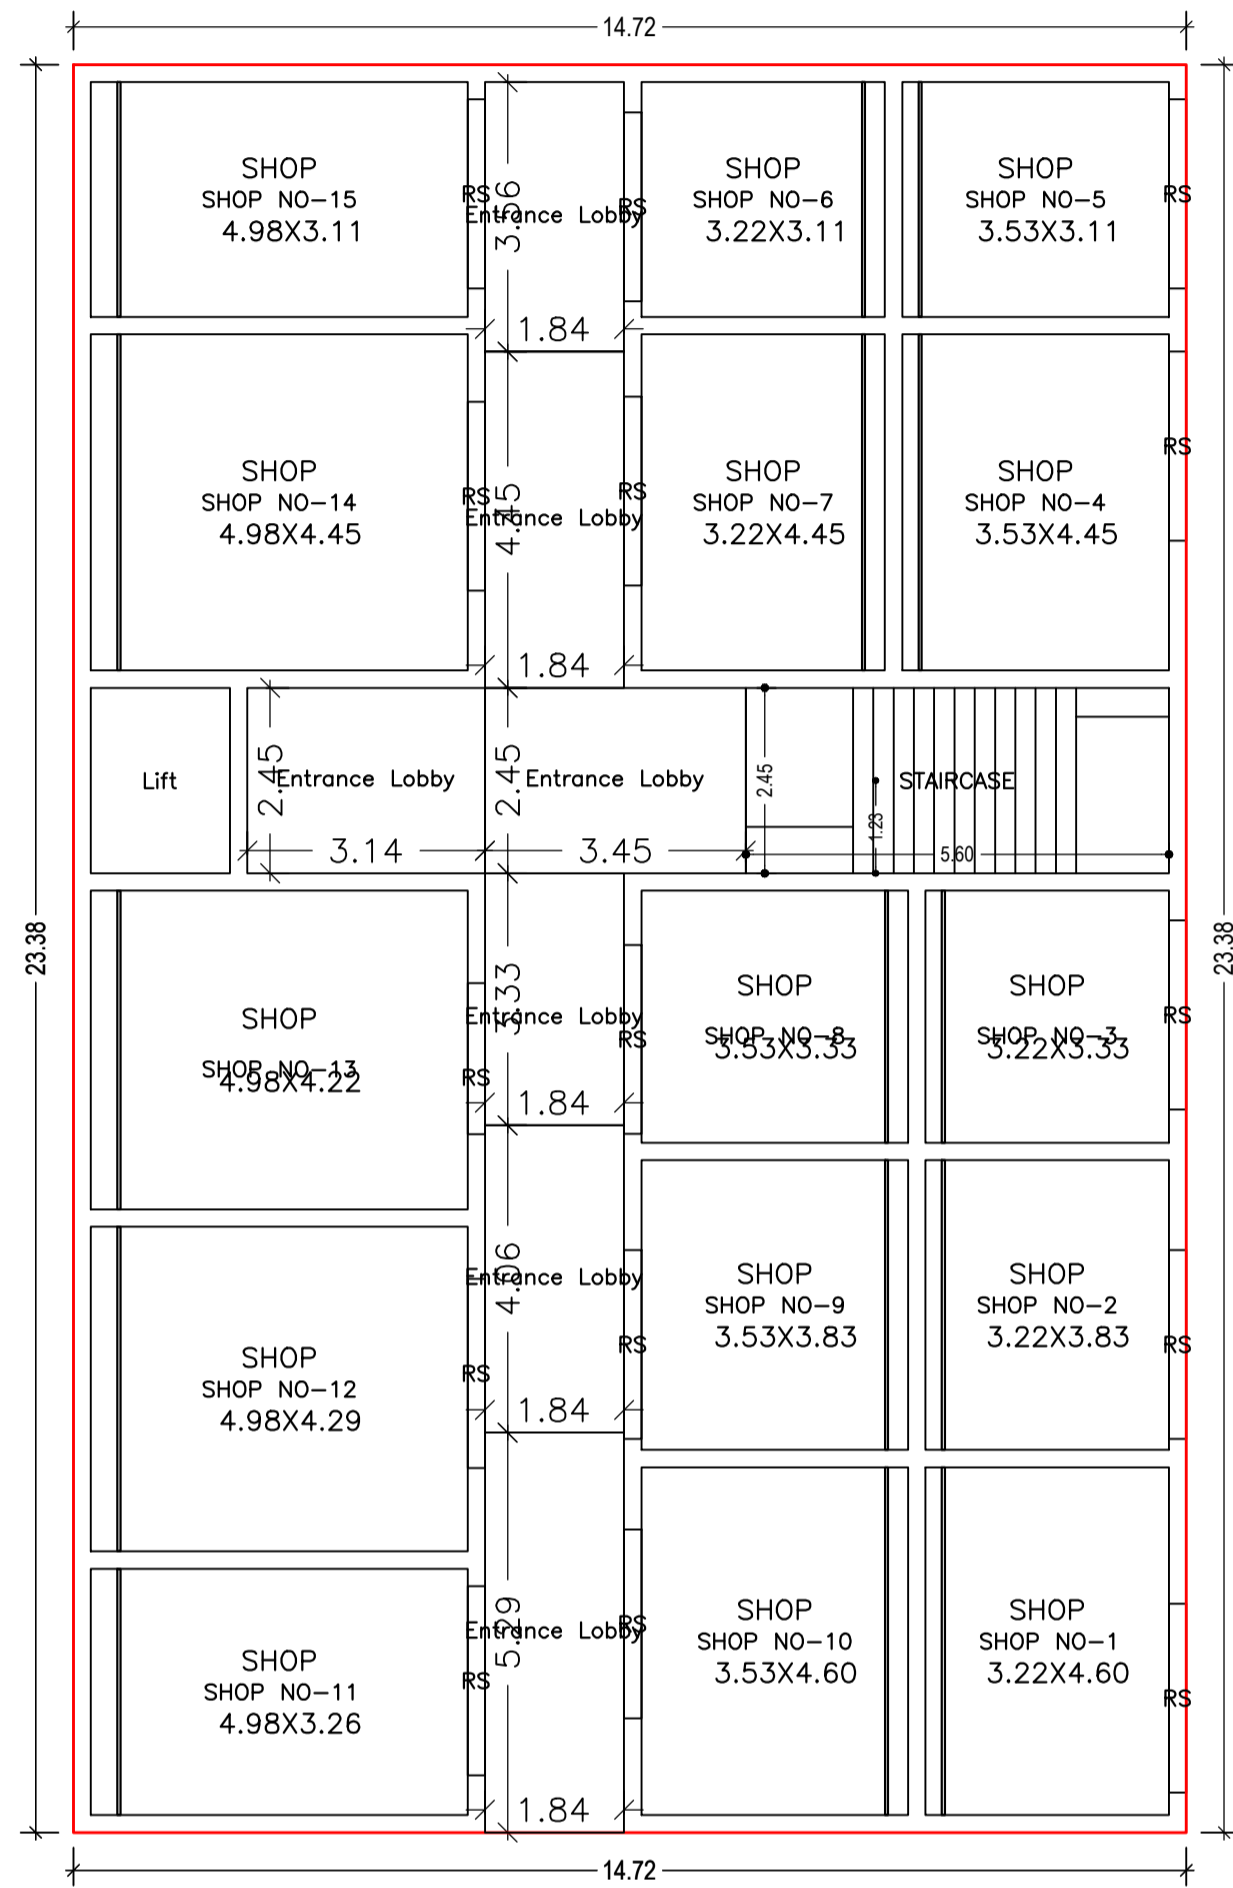 14.72
SHOP
SHOP NO-15
4.98X3.11
RS
3.56
Entrance Lobby
RS
SHOP
SHOP NO-6
3.22X3.11
SHOP
SHOP NO-5
3.53X3.11
RS
1.84
SHOP
SHOP NO-14
4.98X4.45
RS
4.45
Entrance Lobby
RS
SHOP
SHOP NO-7
3.22X4.45
SHOP
SHOP NO-4
3.53X4.45
RS
1.84
Lift
2.45
Entrance Lobby
2.45
Entrance Lobby
2.45
1.23
STAIRCASE
3.14
3.45
5.60
23.38
23.38
SHOP
SHOP NO-13
4.98X4.22
RS
3.33
Entrance Lobby
RS
SHOP
SHOP NO-8
3.53X3.33
SHOP
SHOP NO-3
3.22X3.33
RS
1.84
4.06
Entrance Lobby
RS
SHOP
SHOP NO-9
3.53X3.83
SHOP
SHOP NO-2
3.22X3.83
RS
SHOP
SHOP NO-12
4.98X4.29
RS
1.84
5.29
Entrance Lobby
RS
SHOP
SHOP NO-10
3.53X4.60
SHOP
SHOP NO-1
3.22X4.60
RS
SHOP
SHOP NO-11
4.98X3.26
RS
1.84
14.72